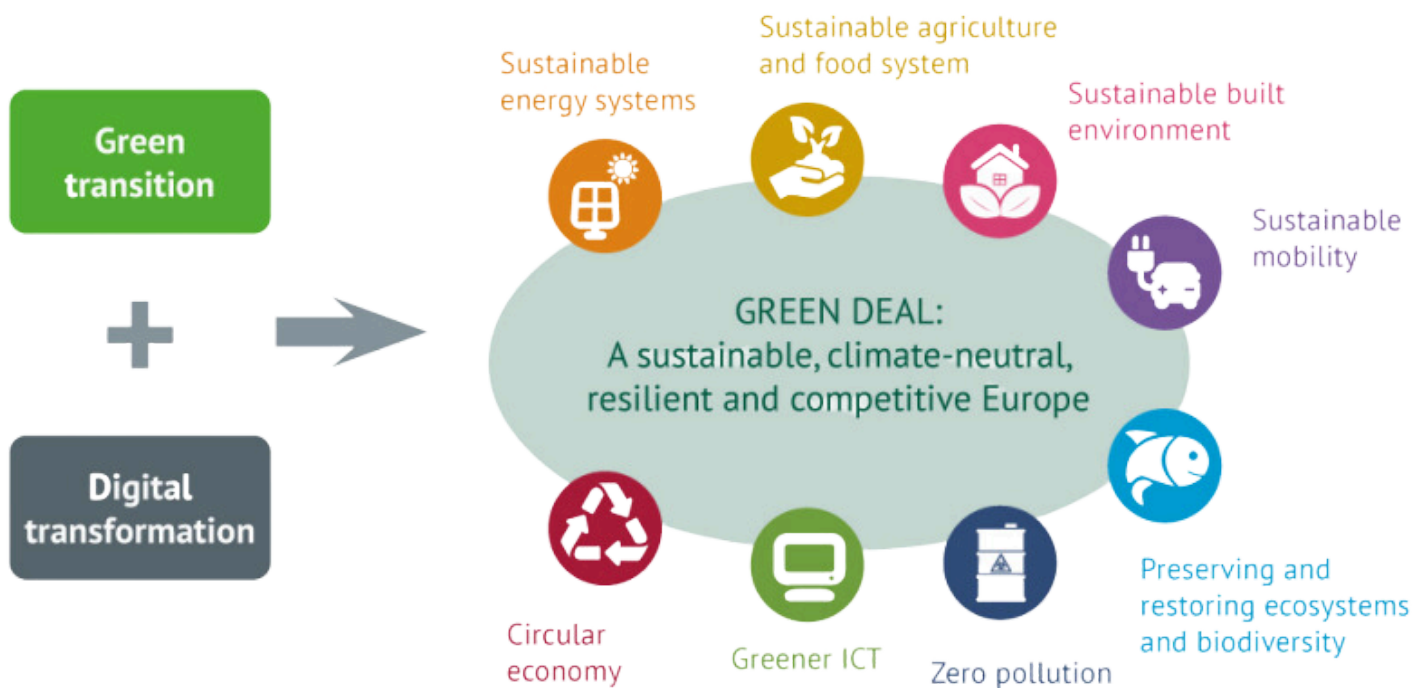 Green
transition
Digital
transformation
Sustainable
energy systems
Sustainable agriculture
and food system
Sustainable built
environment
Sustainable
mobility
GREEN DEAL:
A sustainable, climate-neutral,
resilient and competitive Europe
Circular
economy
Greener ICT
Zero pollution
Preserving and
restoring ecosystems
and biodiversity